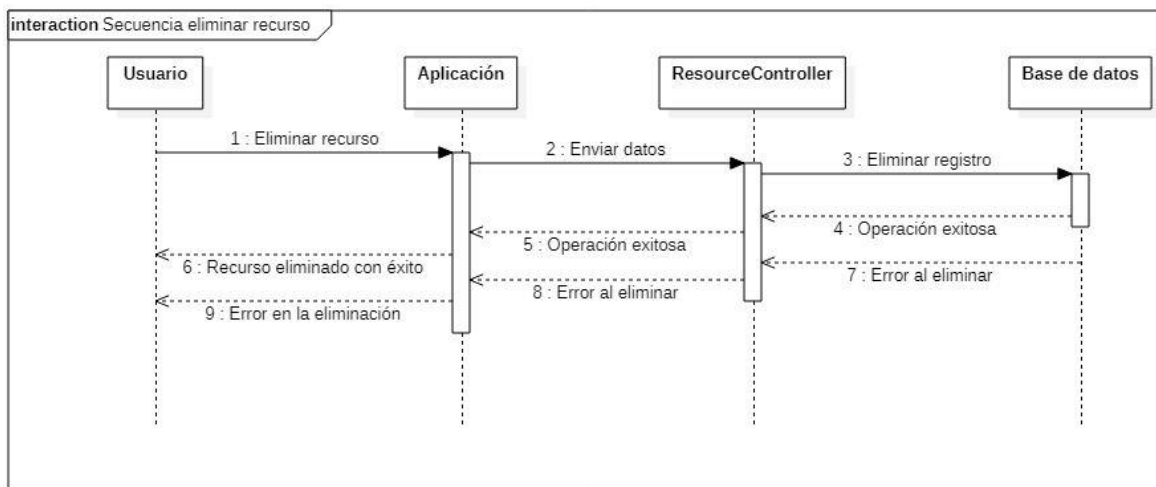 interaction Secuencia eliminar recurso
Usuario
Aplicación
ResourceController
Base de datos
1 : Eliminar recurso
2 : Enviar datos
3 : Eliminar registro
4 : Operación exitosa
5 : Operación exitosa
6 : Recurso eliminado con éxito
7 : Error al eliminar
8 : Error al eliminar
9 : Error en la eliminación